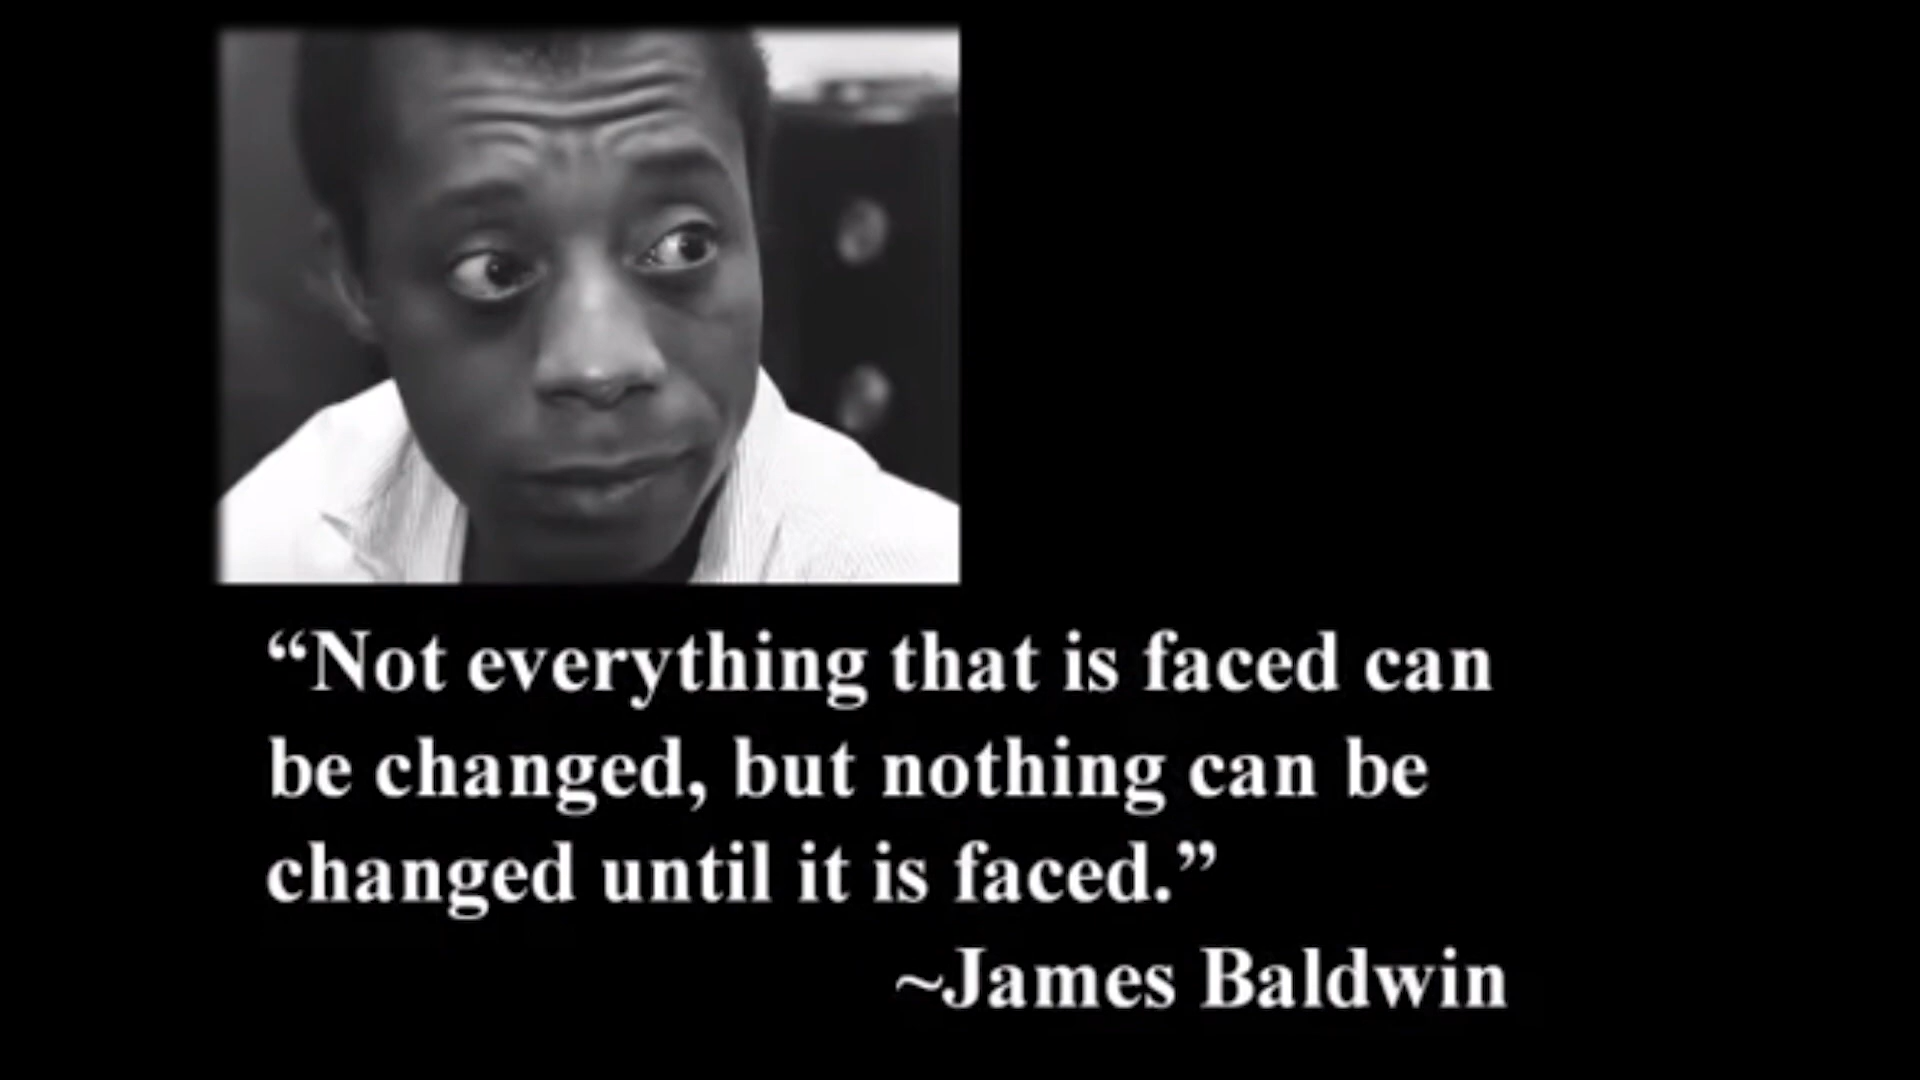 “Not everything that is faced can
be changed, but nothing can be
changed until it is faced.”
~James Baldwin